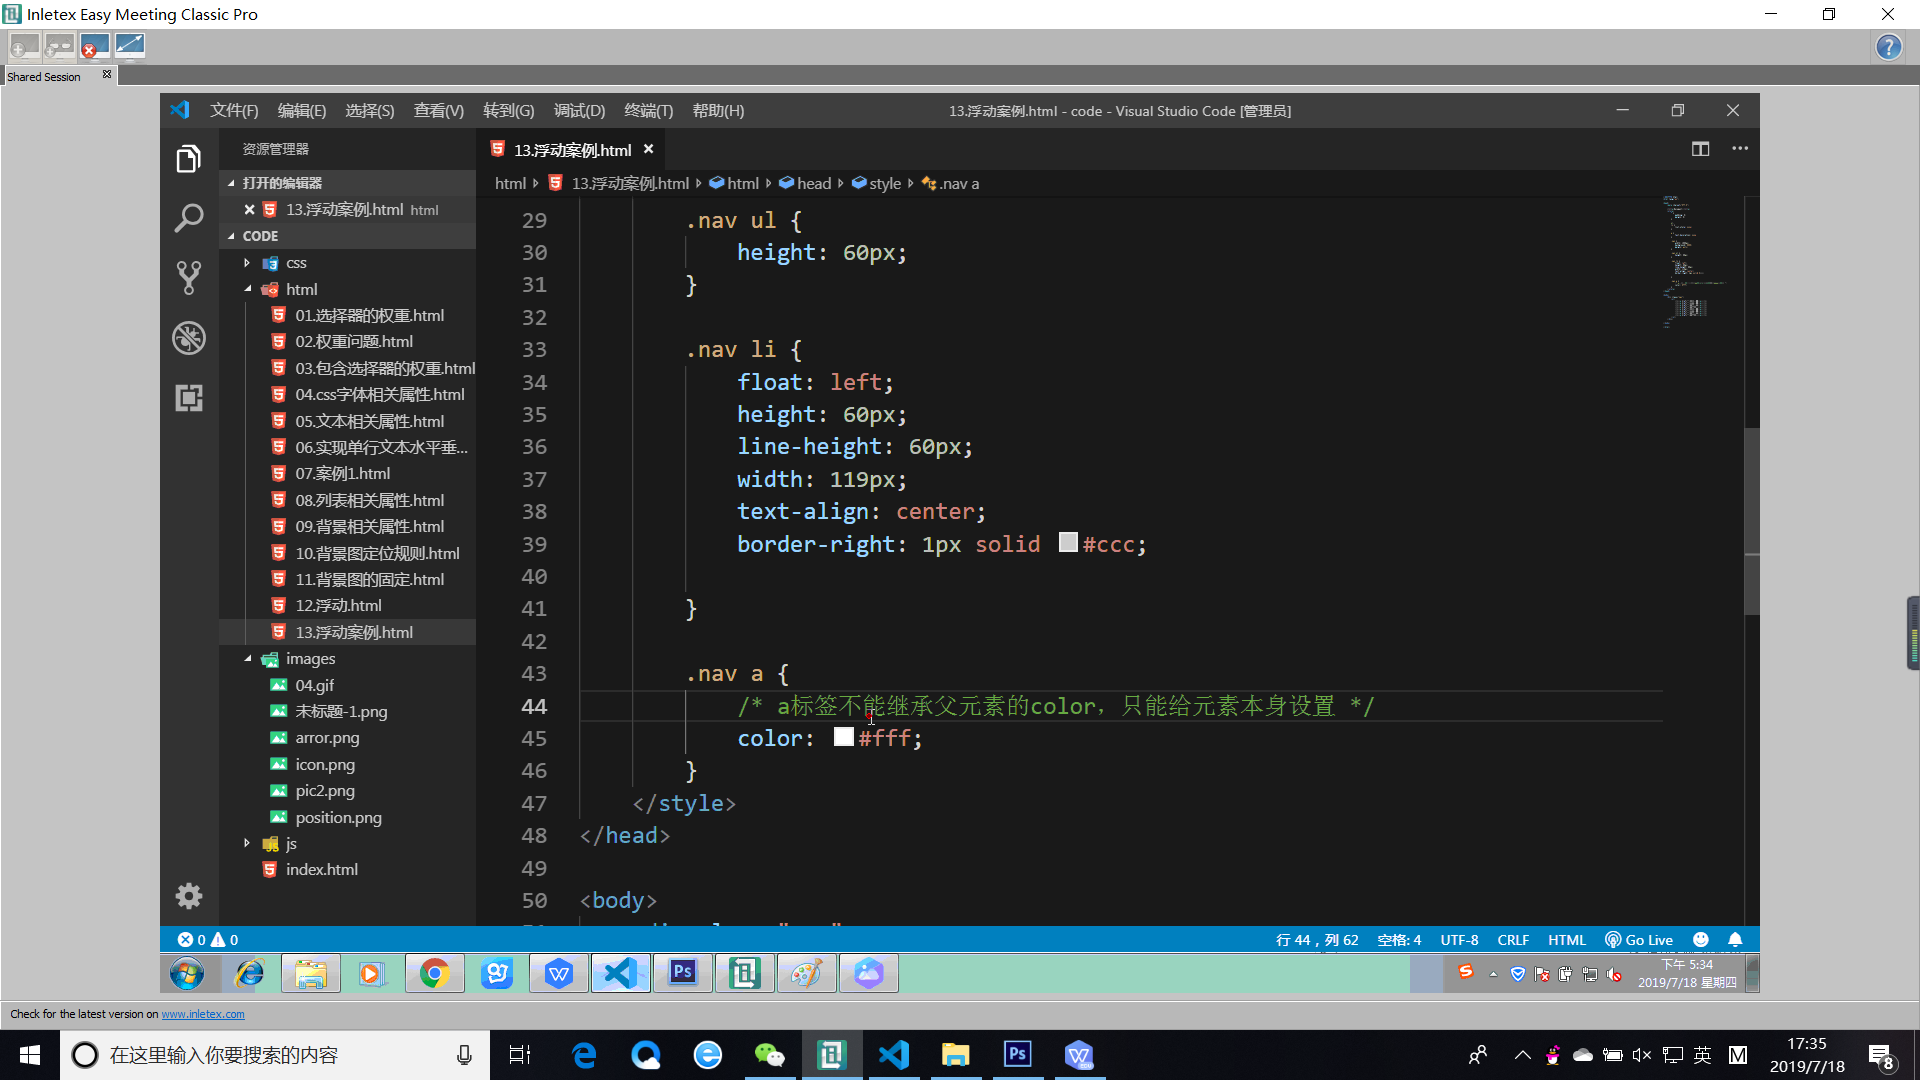 Inletex Easy Meeting Classic Pro
Shared Session
文件(F) 编辑(E) 选择(S) 查看(V) 转到(G) 调试(D) 终端(T) 帮助(H)
13.浮动案例.html - code - Visual Studio Code [管理员]
资源管理器
打开的编辑器
13.浮动案例.html html
CODE
css
html
01.选择器的权重.html
02.权重问题.html
03.包含选择器的权重.html
04.css字体相关属性.html
05.文本相关属性.html
06.实现单行文本水平垂...
07.案例1.html
08.列表相关属性.html
09.背景相关属性.html
10.背景图定位规则.html
11.背景图的固定.html
12.浮动.html
13.浮动案例.html
images
04.gif
未标题-1.png
arror.png
icon.png
pic2.png
position.png
js
index.html
13.浮动案例.html
html 13.浮动案例.html html head style .nav a
29 .nav ul {
30 height: 60px;
31 }
32
33 .nav li {
34 float: left;
35 height: 60px;
36 line-height: 60px;
37 width: 119px;
38 text-align: center;
39 border-right: 1px solid #ccc;
40
41 }
42
43 .nav a {
44 /* a标签不能继承父元素的color，只能给元素本身设置 */
45 color: #fff;
46 }
47 </style>
48 </head>
49
50 <body>
0 0 行 44，列 62 空格: 4 UTF-8 CRLF HTML Go Live
下午 5:34
2019/7/18 星期四
Check for the latest version on www.inletex.com
在这里输入你要搜索的内容
英
17:35
2019/7/18
8